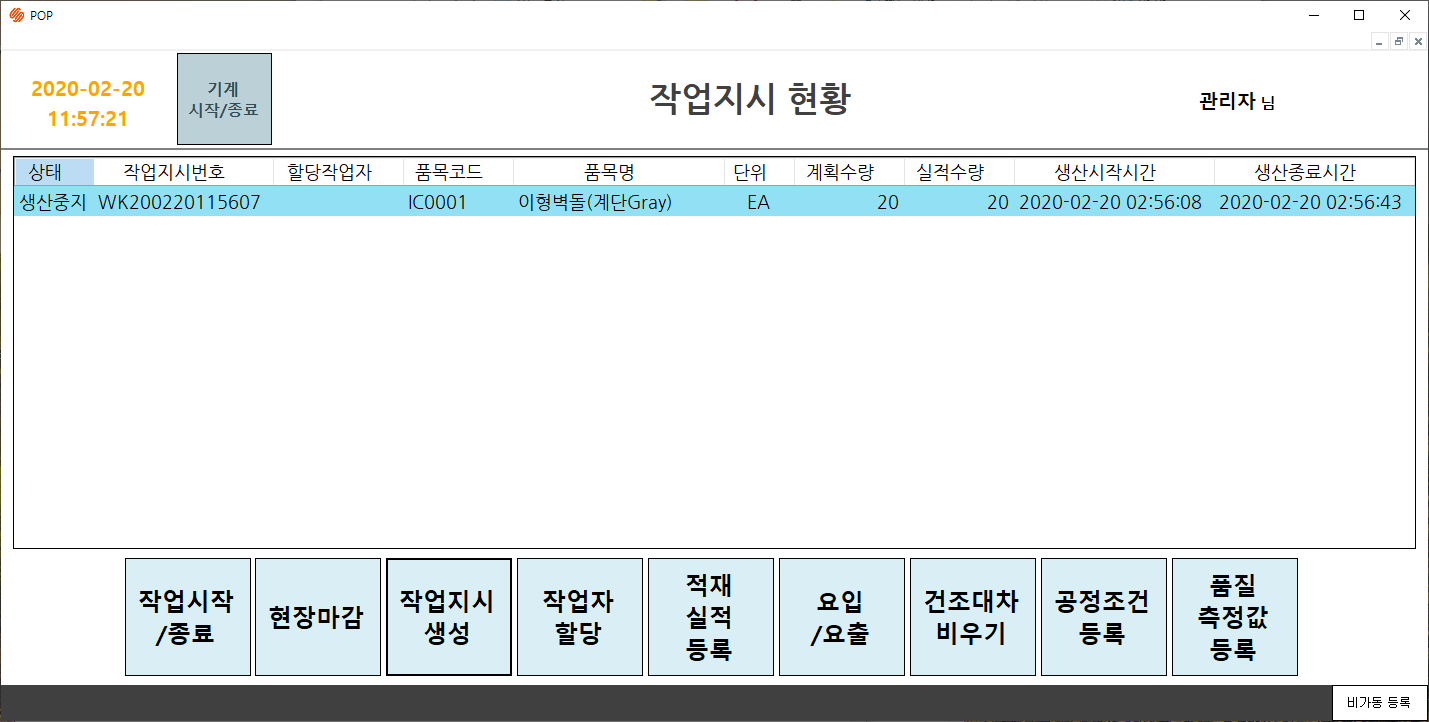 POP
2020-02-20
11:57:21
기계
시작/종료
작업지시 현황
관리자 님
상태 작업지시번호 할당작업자 품목코드 품목명 단위 계획수량 실적수량 생산시작시간 생산종료시간
생산중지 WK200220115607 IC0001 이형벽돌(계단Gray) EA 20 20 2020-02-20 02:56:08 2020-02-20 02:56:43
작업시작
/종료
현장마감
작업지시
생성
작업자
할당
적재
실적
등록
요입
/요출
건조대차
비우기
공정조건
등록
품질
측정값
등록
비가동 등록